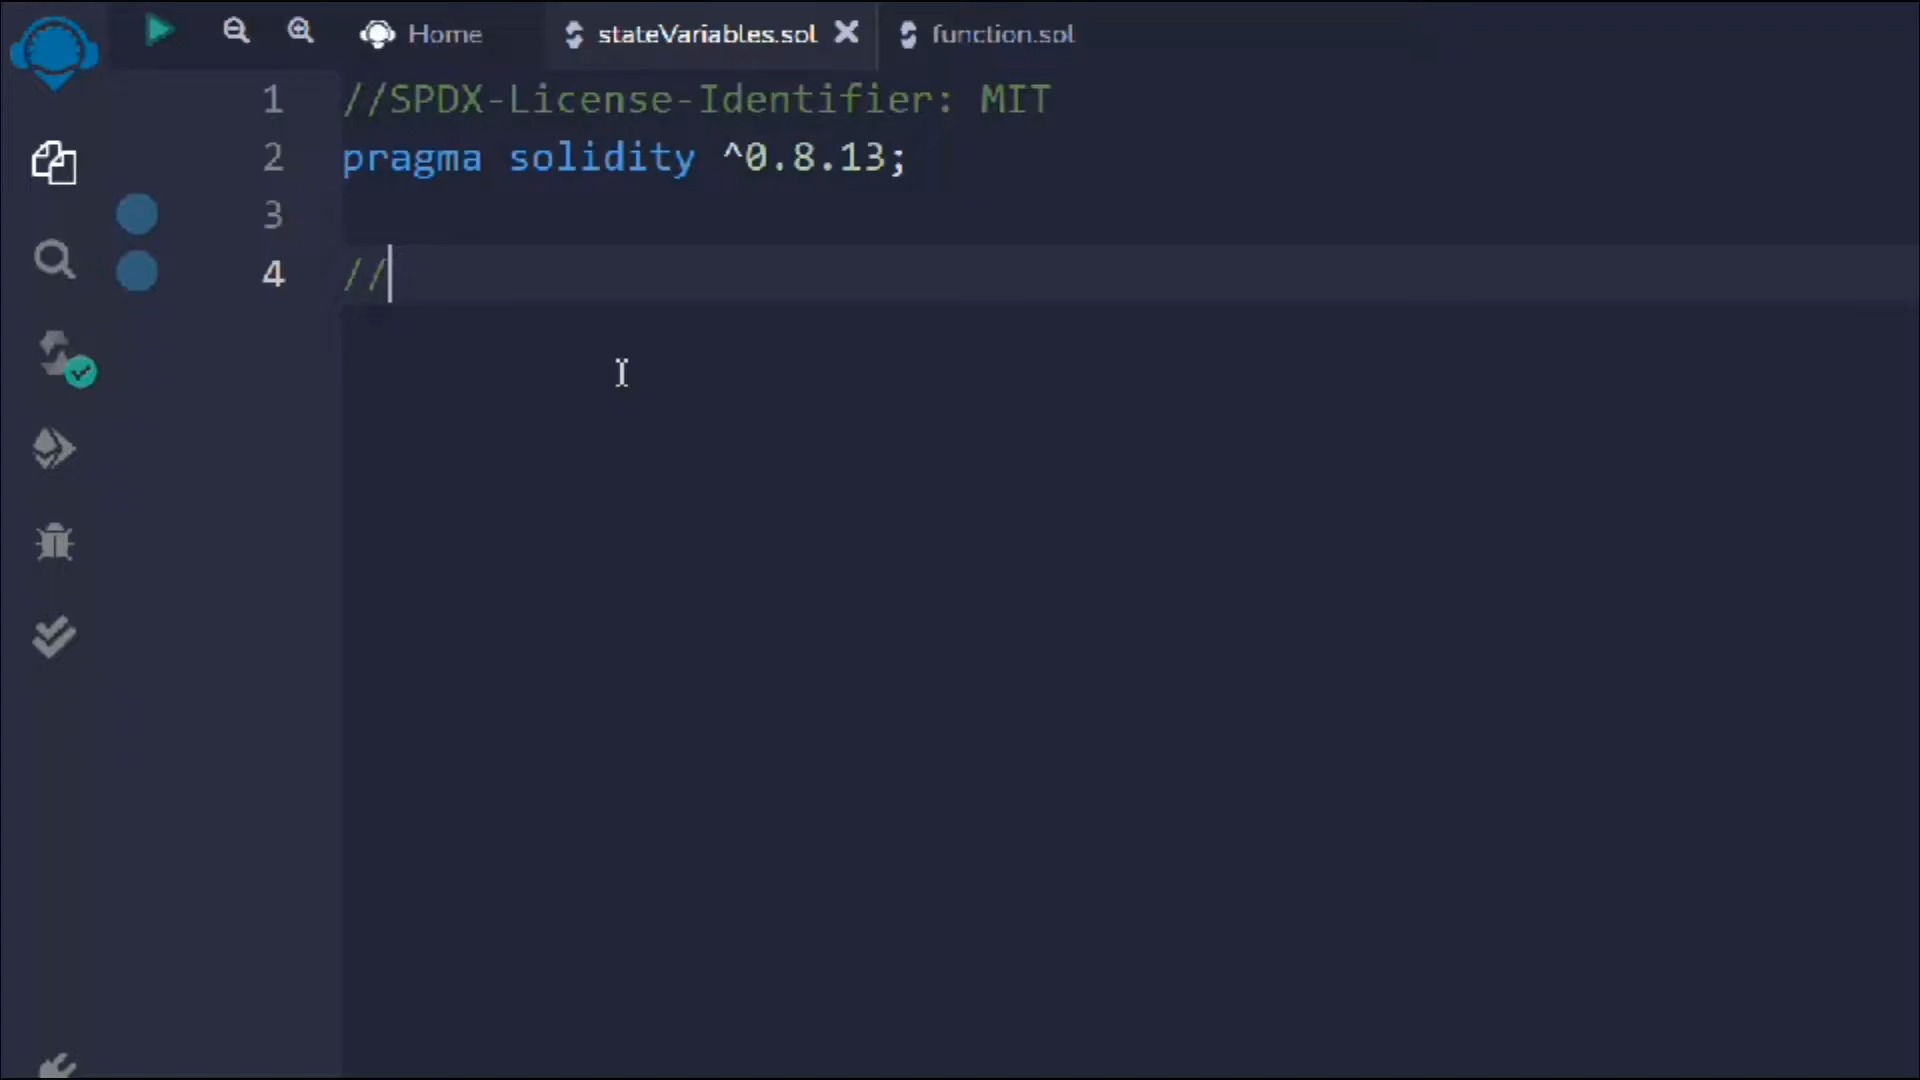 Home stateVariables.sol function.sol
1 //SPDX-License-Identifier: MIT
2 pragma solidity ^0.8.13;
3
4 //